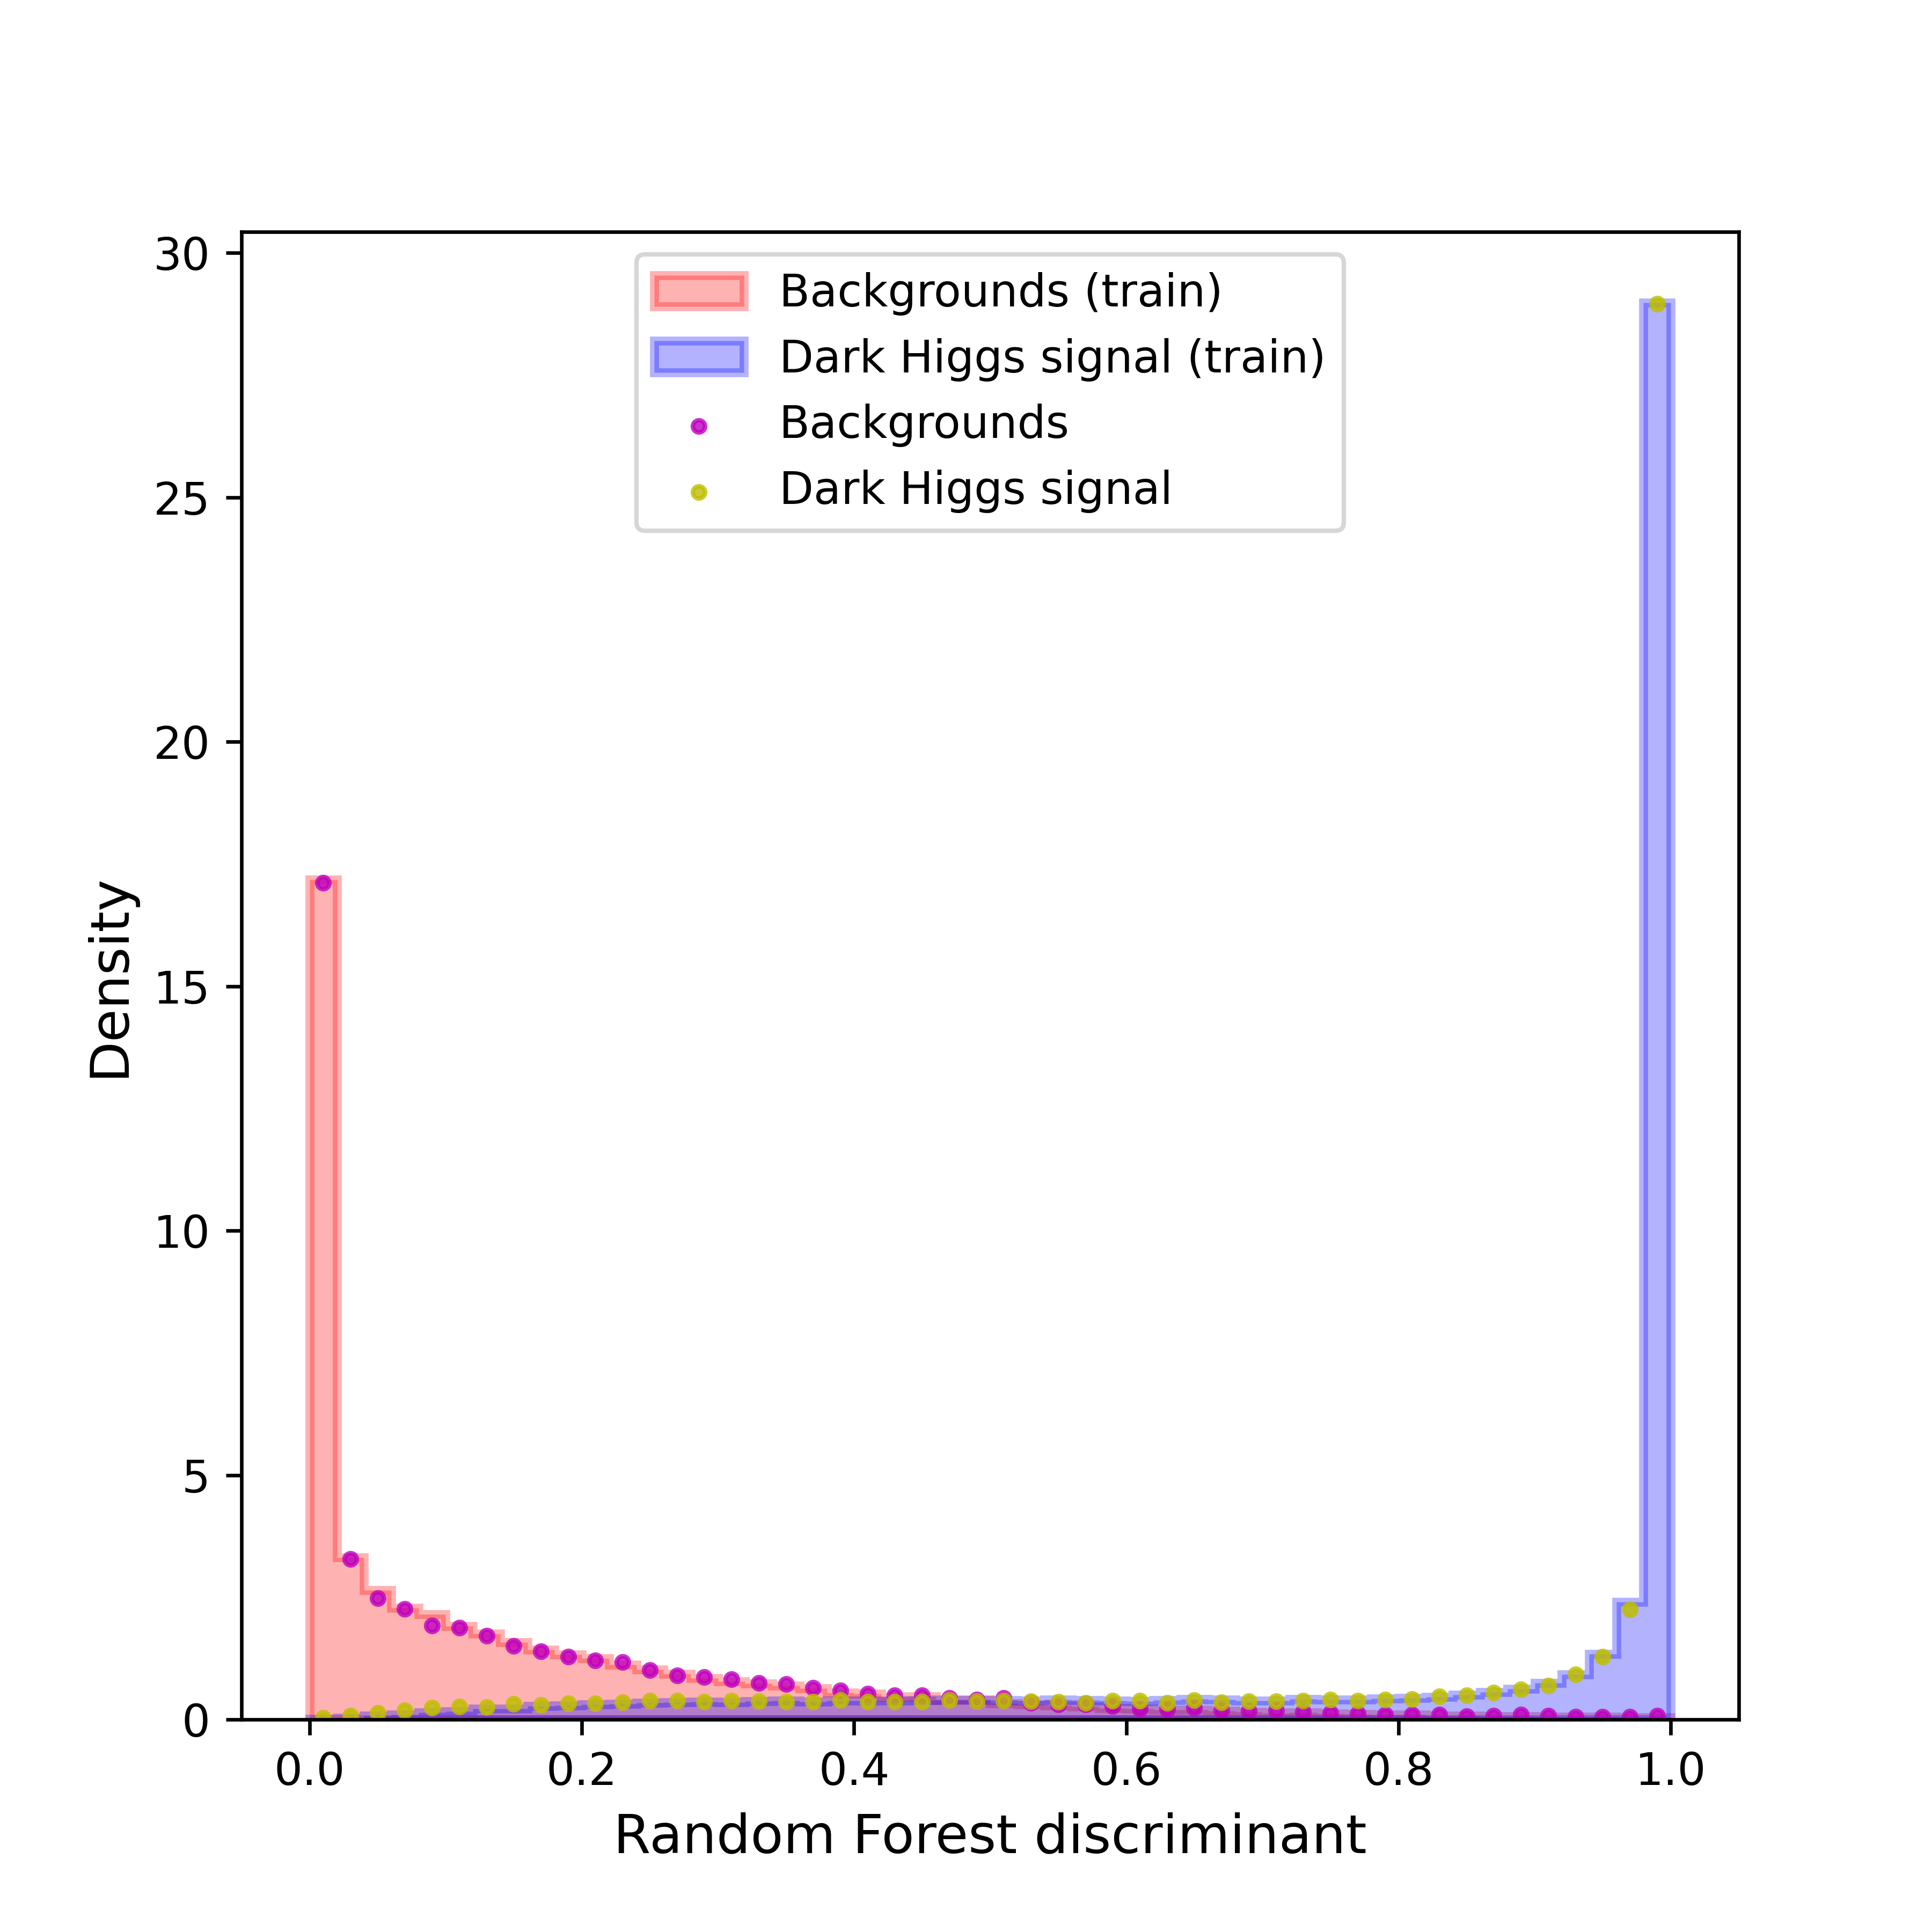 30
25
20
15
10
5
0
Density
Backgrounds (train)
Dark Higgs signal (train)
Backgrounds
Dark Higgs signal
0.0 0.2 0.4 0.6 0.8 1.0
Random Forest discriminant